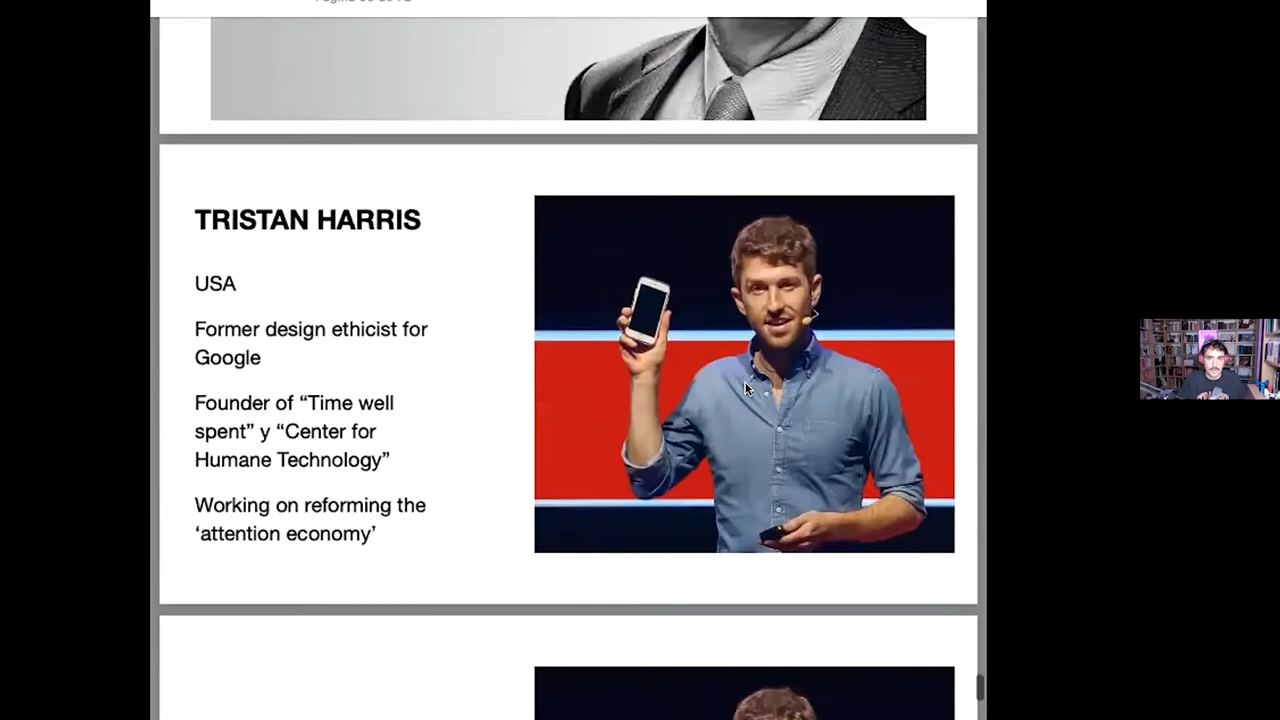 TRISTAN HARRIS
USA
Former design ethicist for
Google
Founder of “Time well
spent” y “Center for
Humane Technology”
Working on reforming the
‘attention economy’